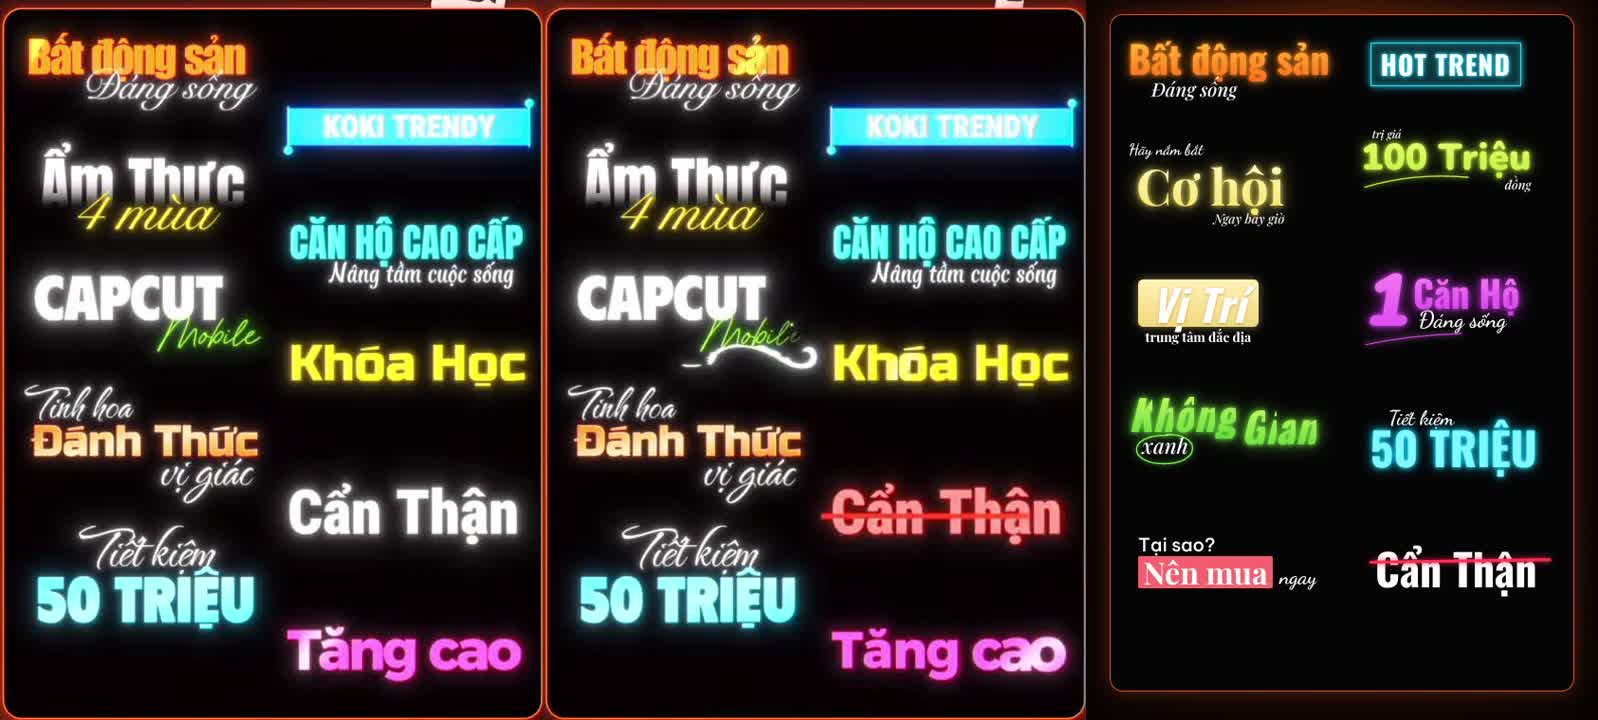 Bất động sản
Đáng sống
KOKI TRENDY
Ẩm Thực
4 mùa
CĂN HỘ CAO CẤP
Nâng tầm cuộc sống
CAPCUT
Mobile
Khóa Học
Tinh hoa
Đánh Thức
vị giác
Cẩn Thận
Tiết kiệm
50 TRIỆU
Tăng cao
Bất động sản
Đáng sống
KOKI TRENDY
Ẩm Thực
4 mùa
CĂN HỘ CAO CẤP
Nâng tầm cuộc sống
CAPCUT
Mobile
Khóa Học
Tinh hoa
Đánh Thức
vị giác
Cẩn Thận
Tiết kiệm
50 TRIỆU
Tăng cao
Bất động sản
Đáng sống
HOT TREND
Hãy nắm bắt
Cơ hội
Ngay bây giờ
trị giá
100 Triệu
đồng
Vị Trí
trung tâm đắc địa
1 Căn Hộ
Đáng sống
Không Gian
xanh
Tiết kiệm
50 TRIỆU
Tại sao?
Nên mua ngay
Cẩn Thận